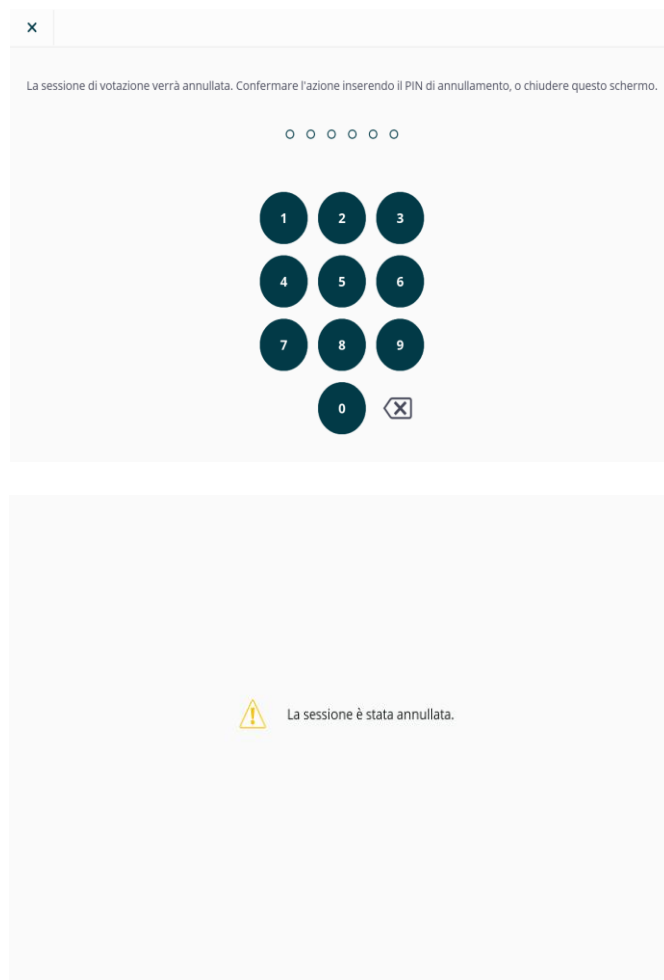 La sessione di votazione verrà annullata. Confermare l'azione inserendo il PIN di annullamento, o chiudere questo schermo.
1 2 3
4 5 6
7 8 9
0
La sessione è stata annullata.